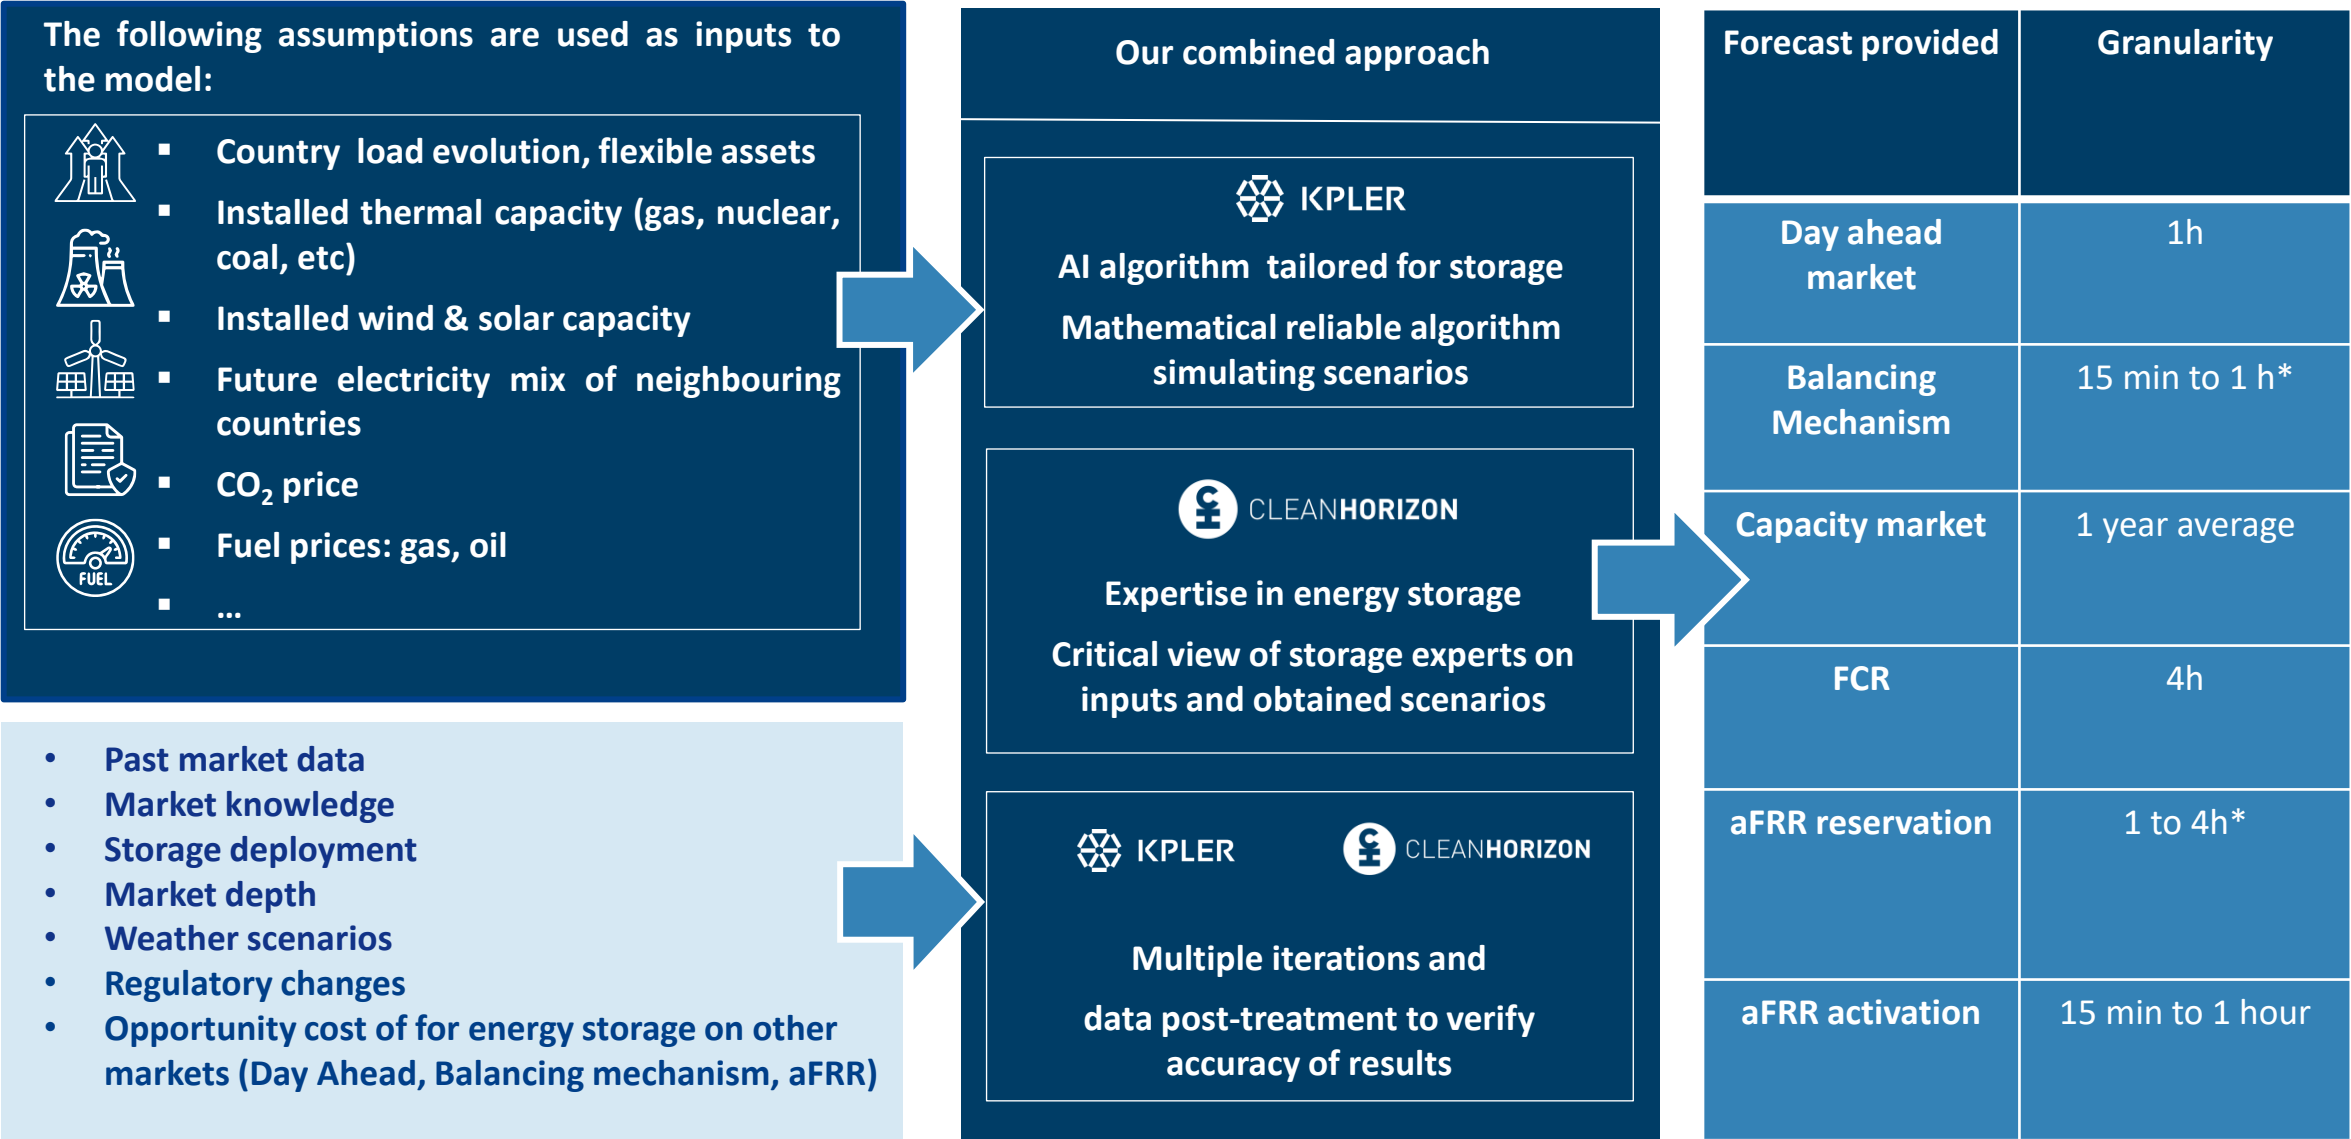 The following assumptions are used as inputs to
the model:
▪ Country load evolution, flexible assets
▪ Installed thermal capacity (gas, nuclear,
coal, etc)
▪ Installed wind & solar capacity
▪ Future electricity mix of neighbouring
countries
▪ CO₂ price
▪ Fuel prices: gas, oil
▪ ...
FUEL
• Past market data
• Market knowledge
• Storage deployment
• Market depth
• Weather scenarios
• Regulatory changes
• Opportunity cost of for energy storage on other
markets (Day Ahead, Balancing mechanism, aFRR)
Our combined approach
KPLER
AI algorithm tailored for storage
Mathematical reliable algorithm
simulating scenarios
CH CLEANHORIZON
Expertise in energy storage
Critical view of storage experts on
inputs and obtained scenarios
KPLER CH CLEANHORIZON
Multiple iterations and
data post-treatment to verify
accuracy of results
Forecast provided Granularity
Day ahead 1h
market
Balancing 15 min to 1 h*
Mechanism
Capacity market 1 year average
FCR 4h
aFRR reservation 1 to 4h*
aFRR activation 15 min to 1 hour